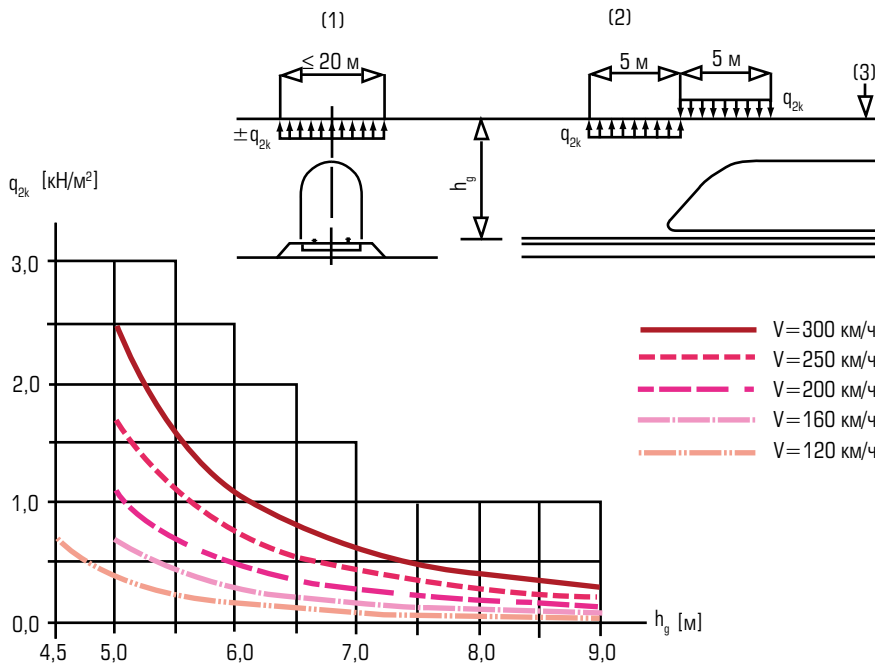 (1)
(2)
≤ 20 м
5 м
5 м
(3)
q2k
±q2k
q2k
hg
q2k [кН/м²]
3,0
2,0
1,0
0,0
4,5
5,0
6,0
7,0
8,0
9,0
hg [м]
V=300 км/ч
V=250 км/ч
V=200 км/ч
V=160 км/ч
V=120 км/ч